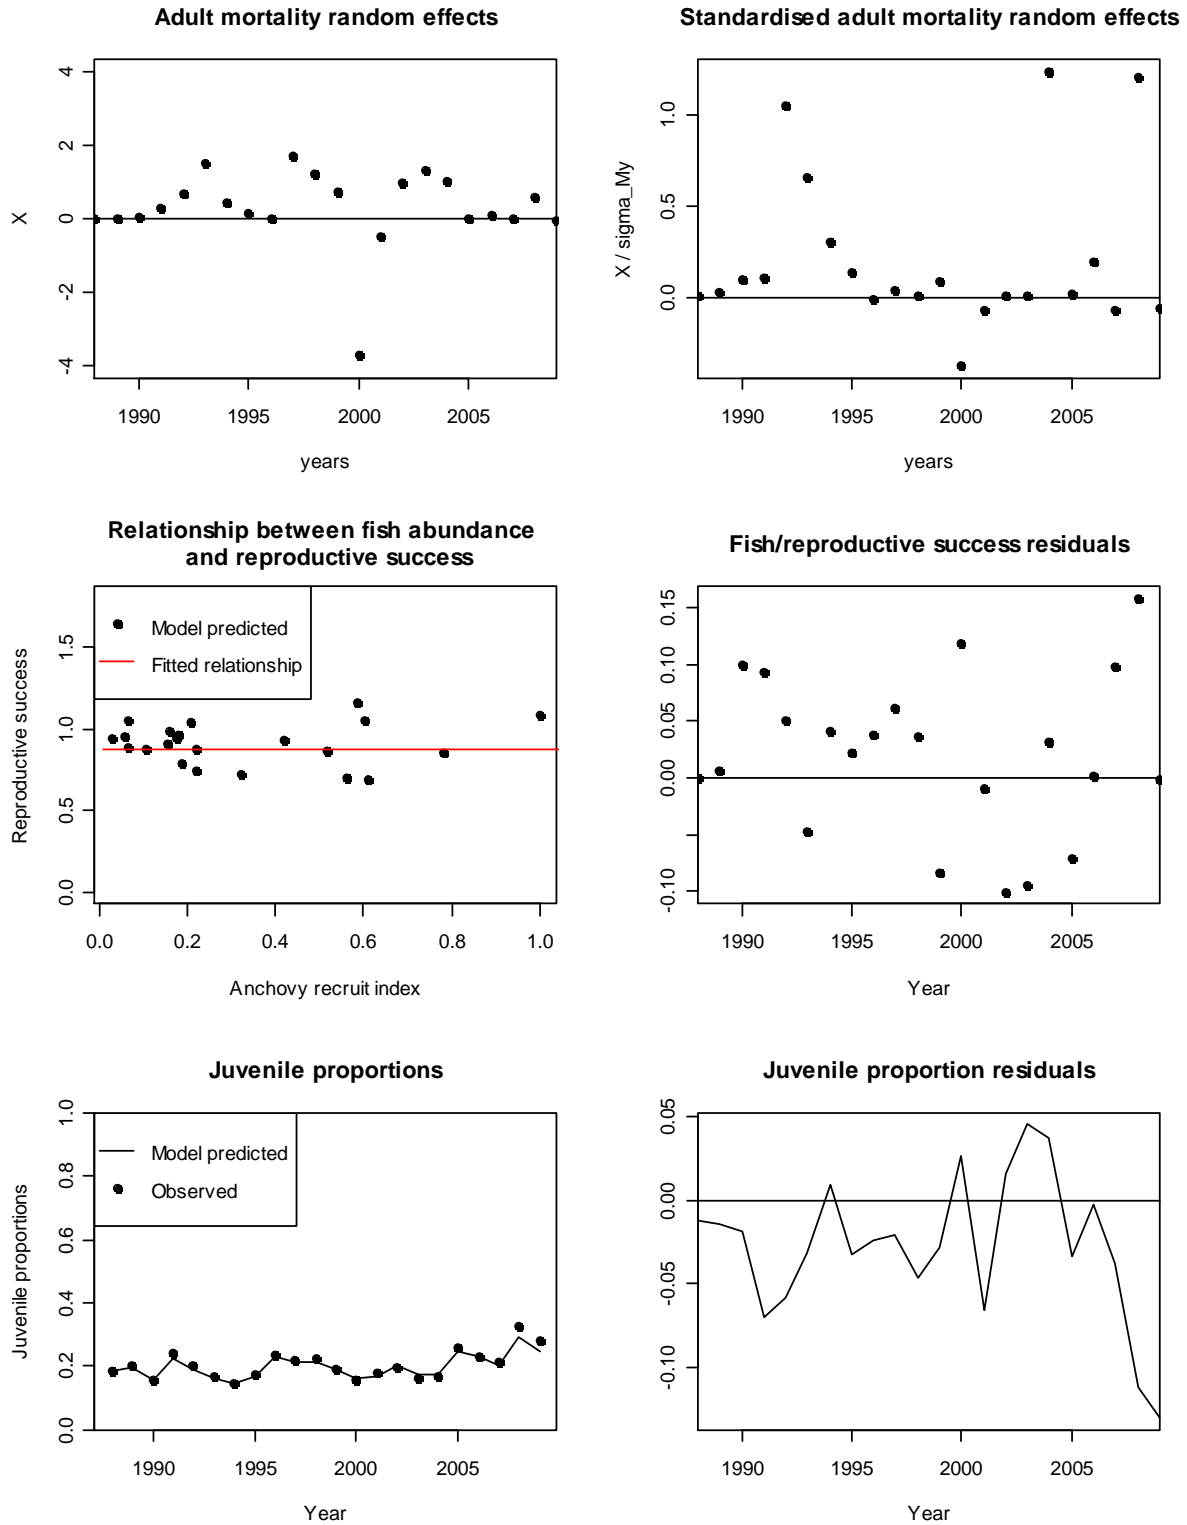 Adult mortality random effects
X
4
2
0
-2
-4
1990 1995 2000 2005
years
Standardised adult mortality random effects
X / sigma_My
1.0
0.5
0.0
1990 1995 2000 2005
years
Relationship between fish abundance
and reproductive success
Model predicted
Fitted relationship
Reproductive success
1.5
1.0
0.5
0.0
0.0 0.2 0.4 0.6 0.8 1.0
Anchovy recruit index
Fish/reproductive success residuals
0.15
0.10
0.05
0.00
-0.10
1990 1995 2000 2005
Year
Juvenile proportions
Model predicted
Observed
Juvenile proportions
1.0
0.8
0.6
0.4
0.2
0.0
1990 1995 2000 2005
Year
Juvenile proportion residuals
0.05
0.00
-0.05
-0.10
1990 1995 2000 2005
Year